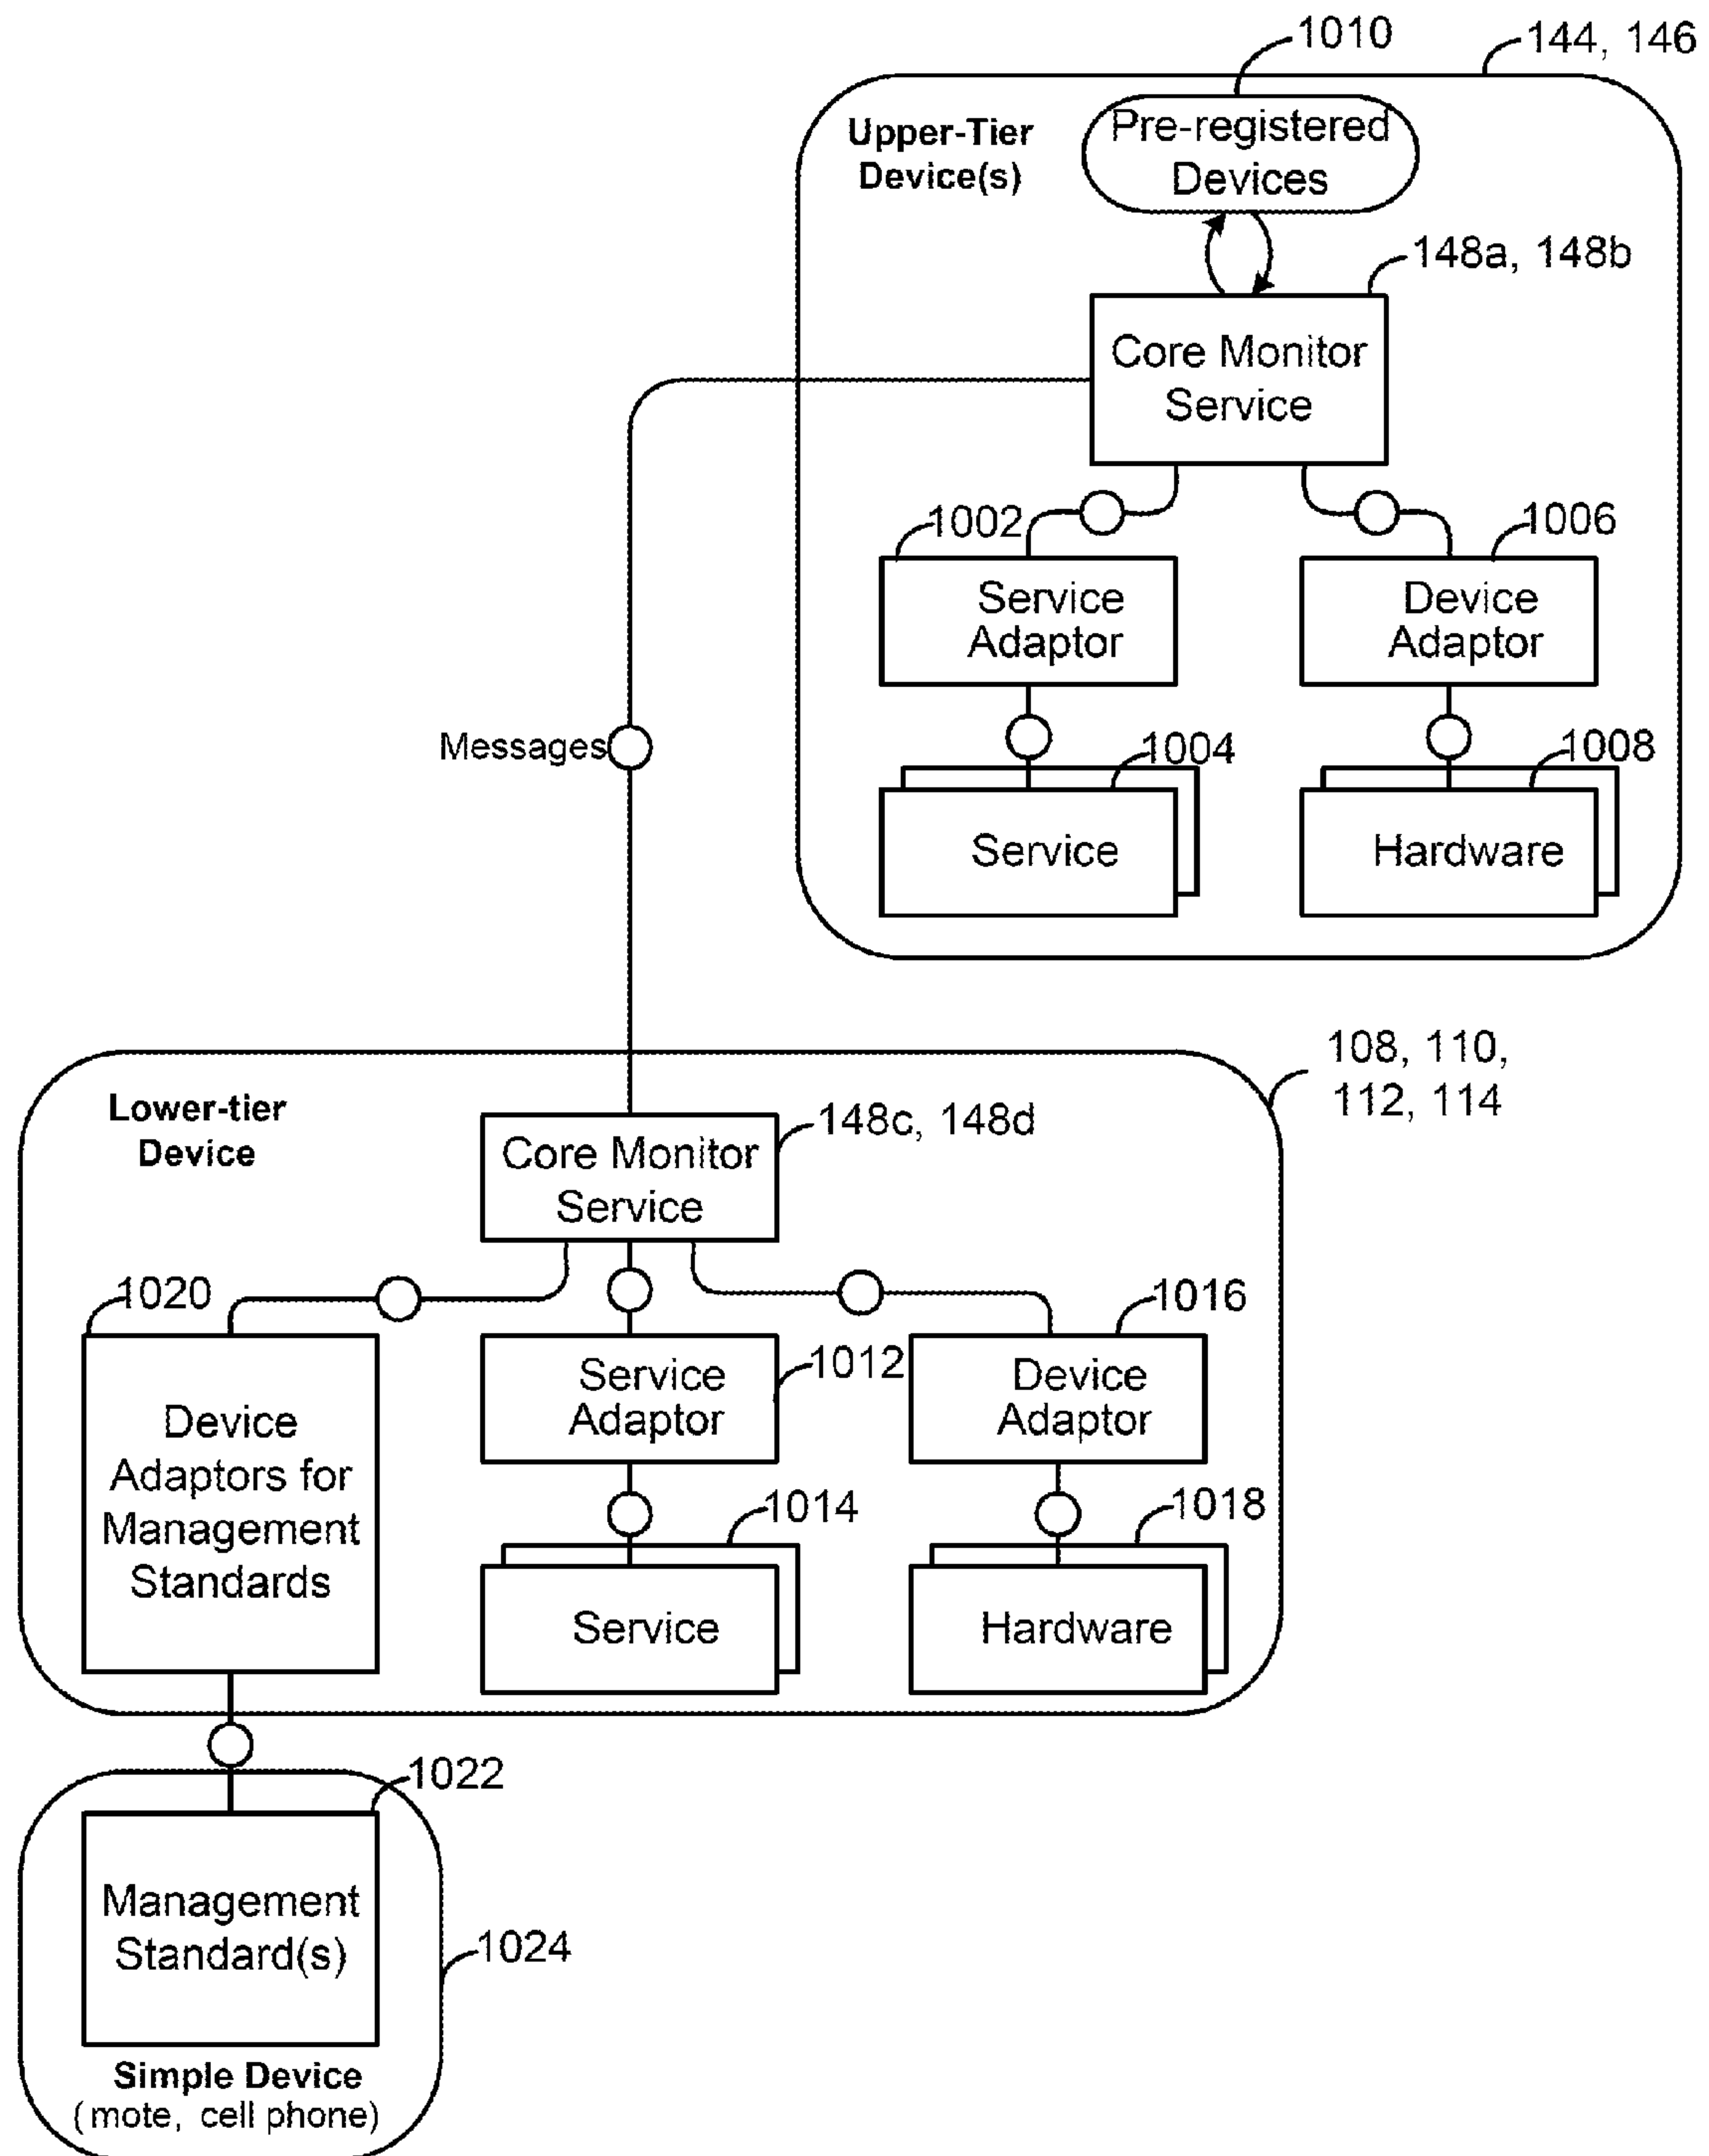 1010
144, 146
Upper-Tier
Device(s)
Pre-registered
Devices
148a, 148b
Core Monitor
Service
1002
1006
Service
Adaptor
Device
Adaptor
Messages
1004
1008
Service
Hardware
108, 110,
112, 114
Lower-tier
Device
148c, 148d
Core Monitor
Service
1020
1016
1012
Device
Adaptors for
Management
Standards
Service
Adaptor
Device
Adaptor
1014
1018
Service
Hardware
1022
Management
Standard(s)
1024
Simple Device
(mote, cell phone)